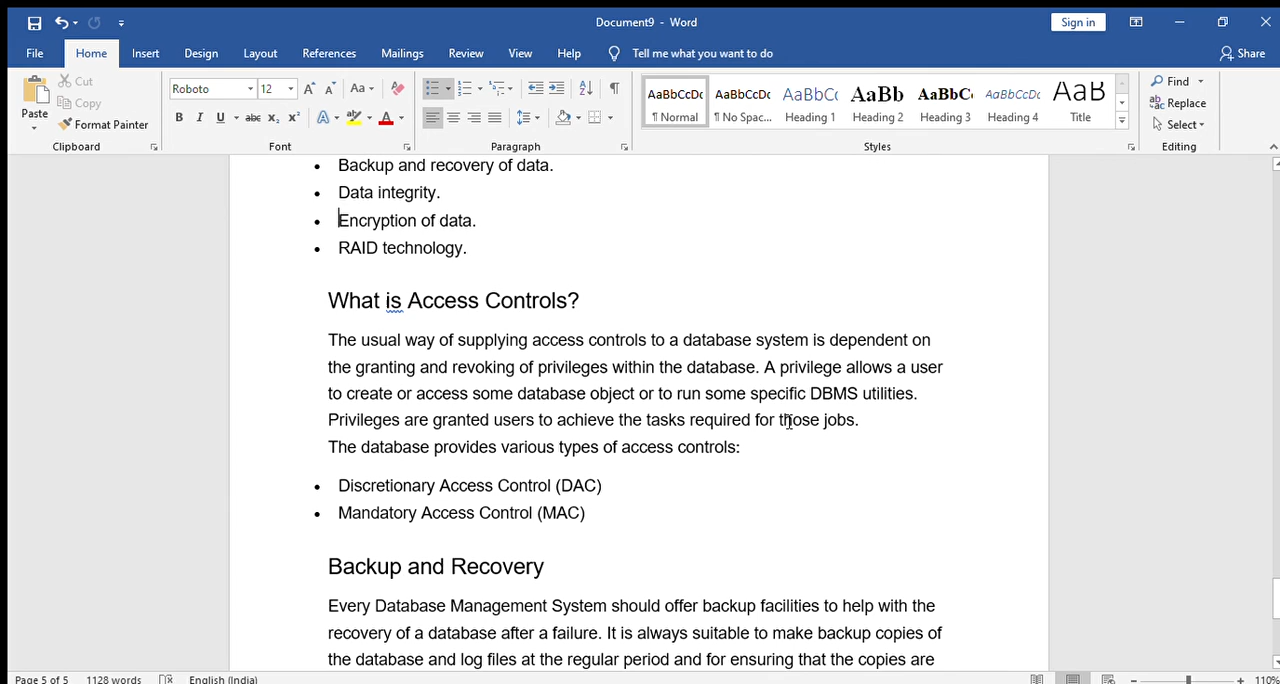 Document9 - Word
Sign in
File Home Insert Design Layout References Mailings Review View Help Tell me what you want to do Share
Paste
Cut
Copy
Format Painter
Clipboard
Roboto 12
Aa
B I U abc x₂ x²
A A
Font
Paragraph
AaBbCcDc AaBbCcDc AaBbCc AaBb AaBbCc AaBbCcDc AaB
¶ Normal ¶ No Spac... Heading 1 Heading 2 Heading 3 Heading 4 Title
Styles
Find
Replace
Select
Editing
• Backup and recovery of data.
• Data integrity.
• Encryption of data.
• RAID technology.
What is Access Controls?
The usual way of supplying access controls to a database system is dependent on
the granting and revoking of privileges within the database. A privilege allows a user
to create or access some database object or to run some specific DBMS utilities.
Privileges are granted users to achieve the tasks required for those jobs.
The database provides various types of access controls:
• Discretionary Access Control (DAC)
• Mandatory Access Control (MAC)
Backup and Recovery
Every Database Management System should offer backup facilities to help with the
recovery of a database after a failure. It is always suitable to make backup copies of
the database and log files at the regular period and for ensuring that the copies are
Page 5 of 5 1128 words English (India) 110%